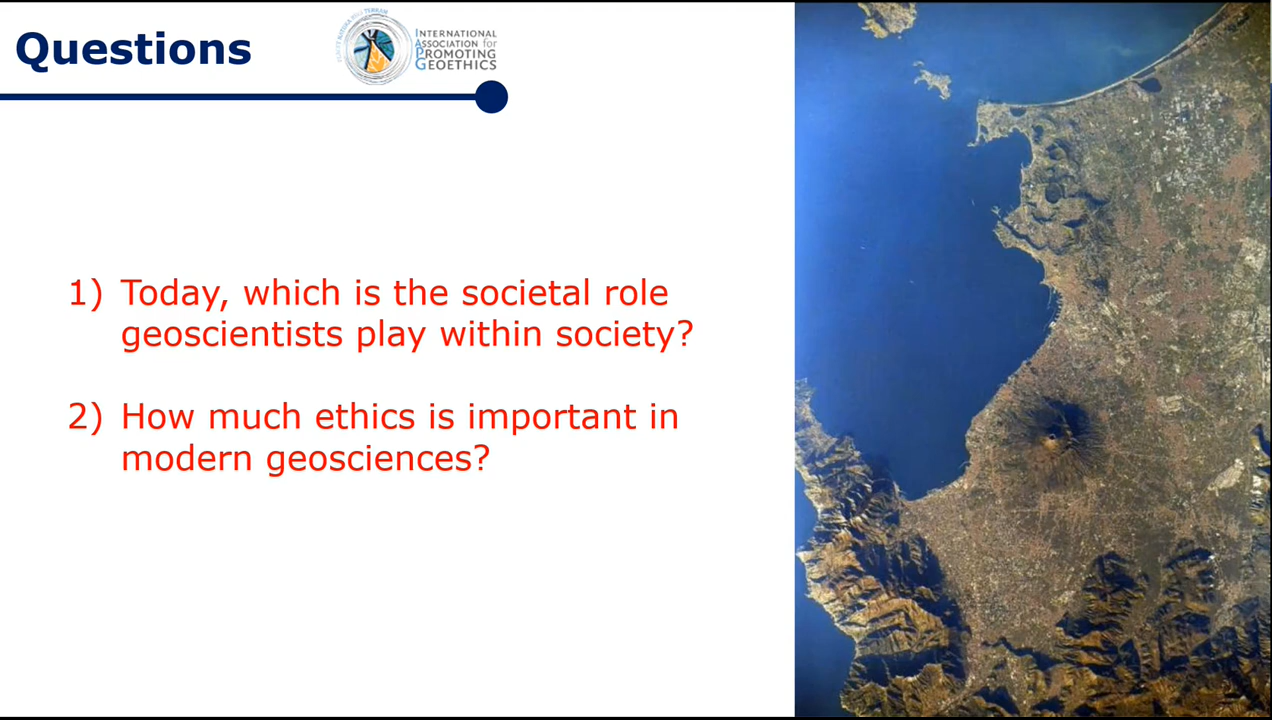 Questions
INTERNATIONAL
ASSOCIATION for
PROMOTING
GEOETHICS
1) Today, which is the societal role
geoscientists play within society?
2) How much ethics is important in
modern geosciences?